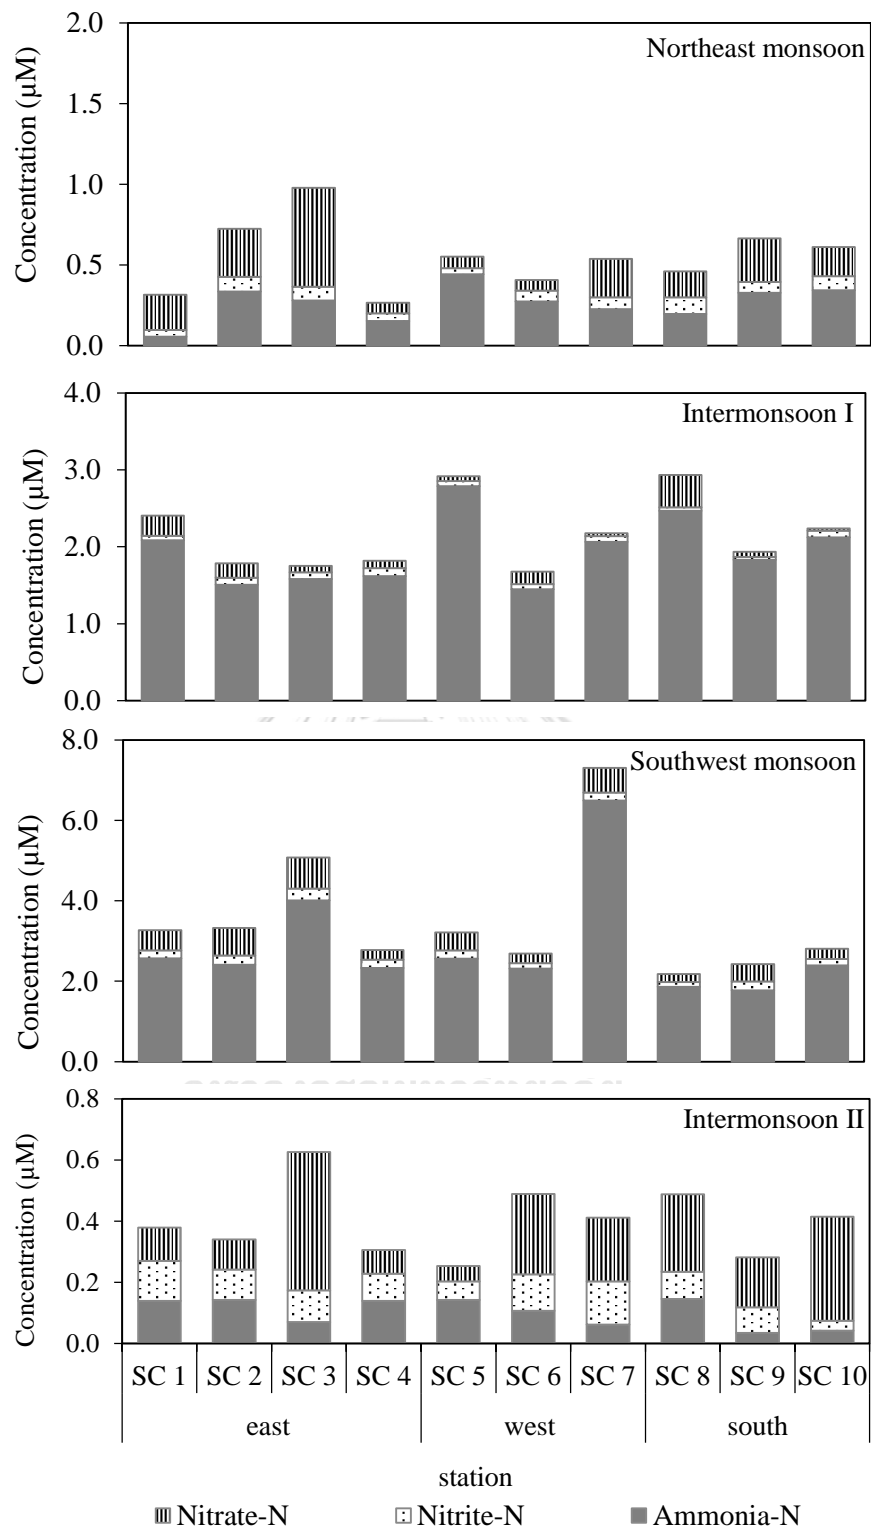 2.0
Northeast monsoon
1.5
1.0
0.5
0.0
Concentration (µM)
4.0
Intermonsoon I
3.0
2.0
1.0
0.0
Concentration (µM)
8.0
Southwest monsoon
6.0
4.0
2.0
0.0
Concentration (µM)
0.8
Intermonsoon II
0.6
0.4
0.2
0.0
Concentration (µM)
SC 1 SC 2 SC 3 SC 4 SC 5 SC 6 SC 7 SC 8 SC 9 SC 10
east west south
station
Nitrate-N Nitrite-N Ammonia-N